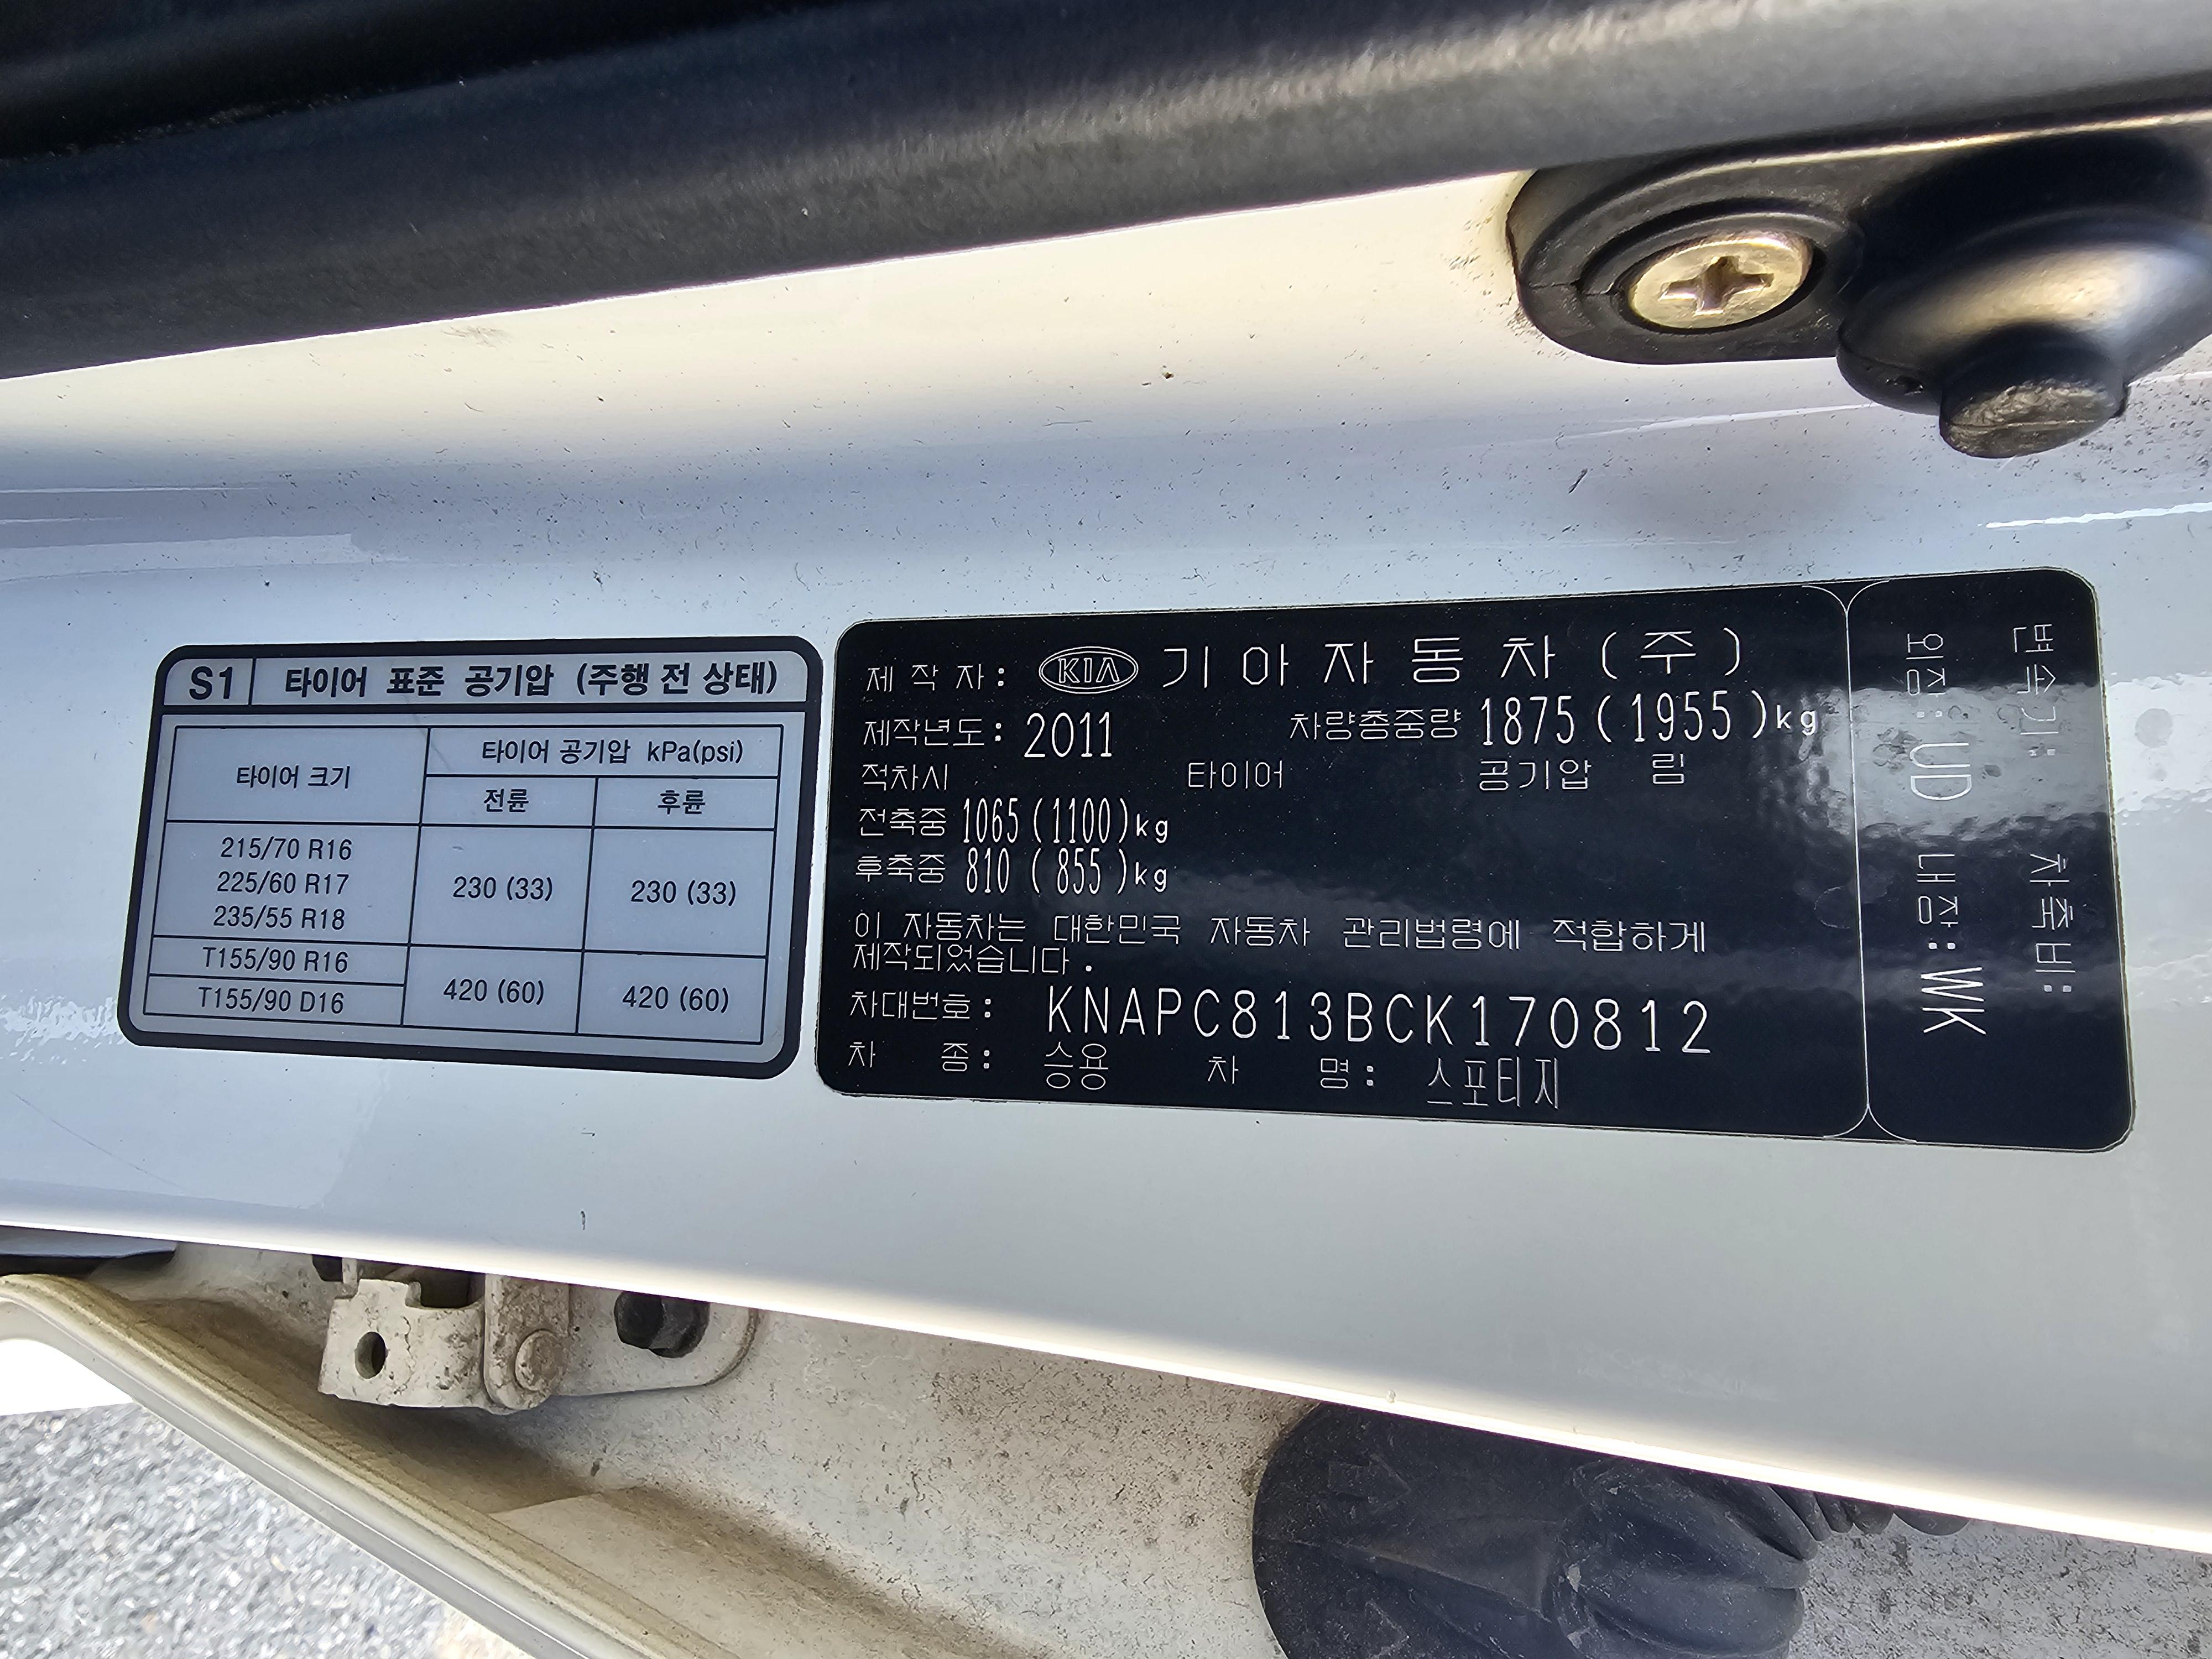 S1 타이어 표준 공기압 (주행 전 상태)
타이어 크기 타이어 공기압 kPa(psi)
전륜 후륜
215/70 R16
225/60 R17
235/55 R18
230 (33) 230 (33)
T155/90 R16
T155/90 D16
420 (60) 420 (60)
제 작 자: KIA 기아자동차(주)
제작년도: 2011 차량총중량 1875(1955)kg
적차시 타이어 공기압 림
전축중 1065(1100)kg
후축중 810 (855)kg
이 자동차는 대한민국 자동차 관리법령에 적합하게
제작되었습니다.
차대번호: KNAPC813BCK170812
차 종: 승용 차 명: 스포티지
변속기: 차축비:
외장: UD 내장: WK